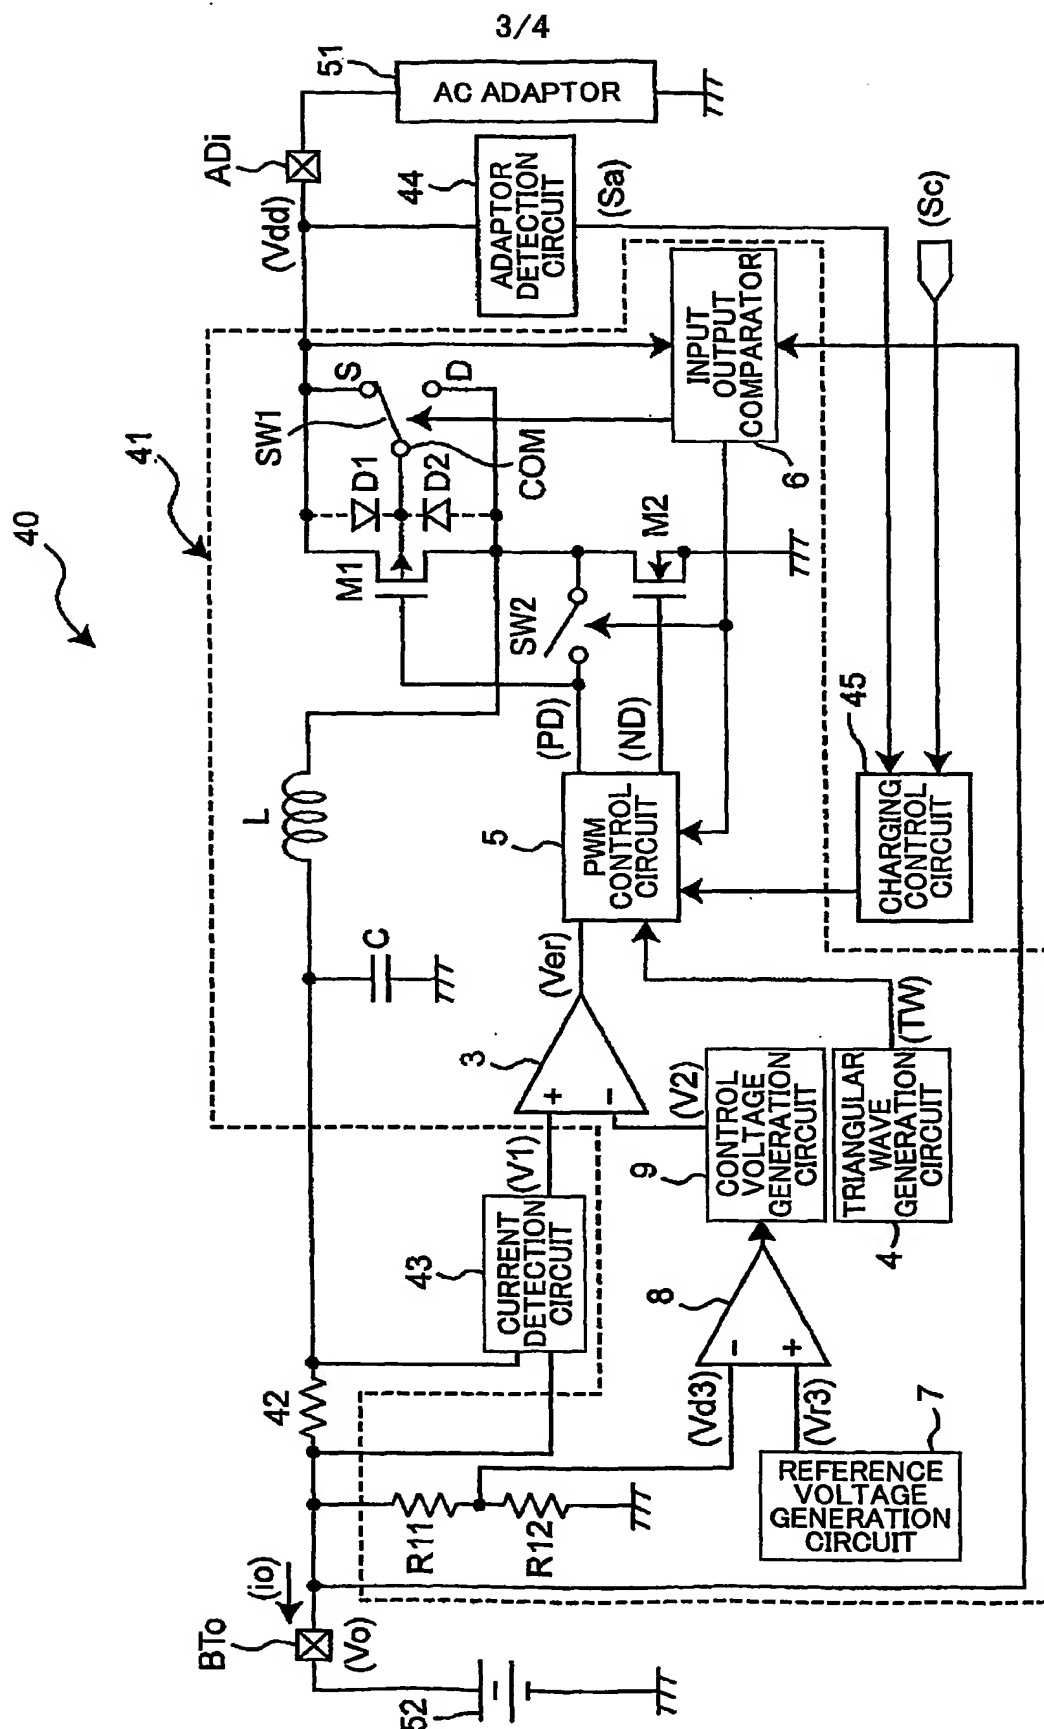 3/4
40
41
51
AC ADAPTOR
ADi
(Vdd)
44
ADAPTOR
DETECTION
CIRCUIT
(Sa)
(Sc)
SW1
S
D
COM
D1
D2
M1
INPUT
OUTPUT
COMPARATOR
6
M2
SW2
(PD)
(ND)
L
5
PWM
CONTROL
CIRCUIT
45
CHARGING
CONTROL
CIRCUIT
C
(Ver)
3
+
−
(V1)
(V2)
(TW)
43
CURRENT
DETECTION
CIRCUIT
9
CONTROL
VOLTAGE
GENERATION
CIRCUIT
TRIANGULAR
WAVE
GENERATION
CIRCUIT
4
8
−
+
42
(Vd3)
(Vr3)
7
REFERENCE
VOLTAGE
GENERATION
CIRCUIT
R11
R12
(io)
BTo
(Vo)
52